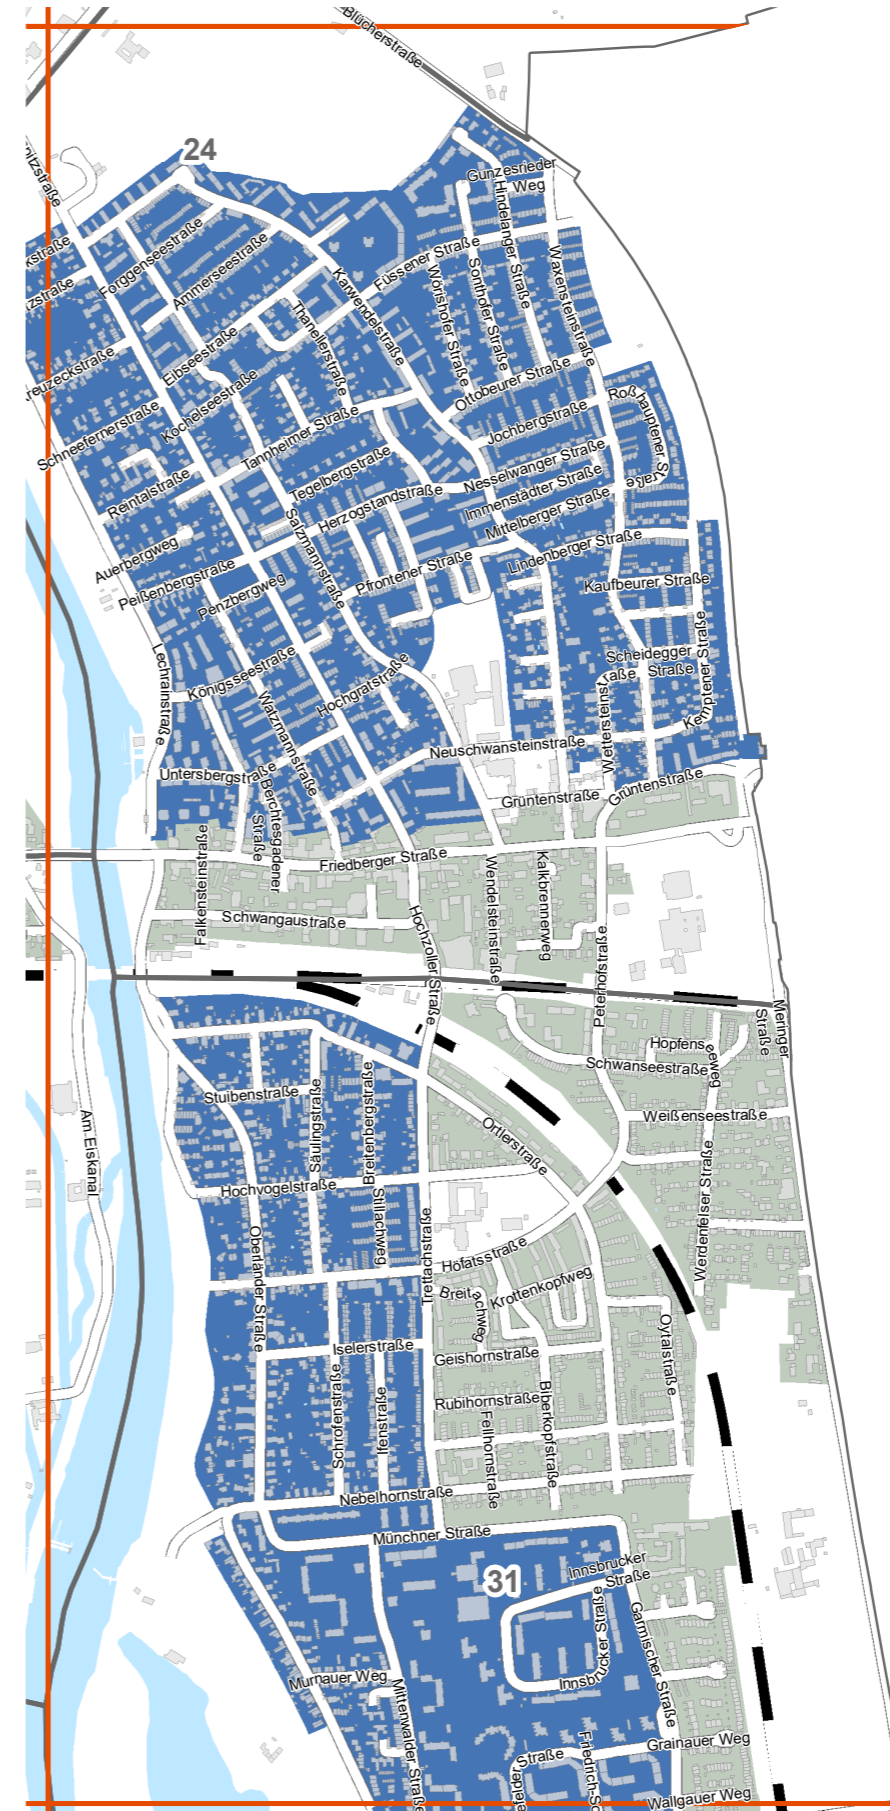 Blücherstraße
24
Gunzesrieder
Weg
Hindelanger Straße
Forggenseestraße
Ammerseestraße
Karwendelstraße
Füssener Straße
Wörishofer Straße
Sonthofer Straße
Waxensteinstraße
Thanellerstraße
Eibseestraße
Kochelseestraße
Ottobeurer Straße
Roßhauptener Straße
Jochbergstraße
Schneefernerstraße
Tannheimer Straße
Tegelbergstraße
Nesselwanger Straße
Reintalstraße
Herzogstandstraße
Immenstädter Straße
Mittelberger Straße
Salzmannstraße
Auerbergweg
Peißenbergstraße
Penzbergweg
Pfrontener Straße
Lindenberger Straße
Kaufbeurer Straße
Lechrainstraße
Königsseestraße
Hochgratstraße
Scheidegger
Straße
Kemptener Straße
Wettersteinstraße
Watzmannstraße
Neuschwansteinstraße
Untersbergstraße
Berchtesgadener
Straße
Grüntenstraße
Grüntenstraße
Falkensteinstraße
Friedberger Straße
Wendelsteinstraße
Kalkbrennerweg
Schwangaustraße
Hochzoller Straße
Peterhofstraße
Meringer
Straße
Hopfenseeweg
Schwanseestraße
Stuibenstraße
Säulingstraße
Breitenbergstraße
Am Eiskanal
Ortlerstraße
Weißenseestraße
Werdenfelser Straße
Hochvogelstraße
Stillachweg
Oberländer Straße
Trettachstraße
Höfatsstraße
Breitachweg
Krottenkopfweg
Oytalstraße
Iselerstraße
Geishornstraße
Schrofenstraße
Ifenstraße
Rubihornstraße
Biberkopfstraße
Fellhornstraße
Nebelhornstraße
Münchner Straße
31
Innsbrucker
Straße
Innsbrucker Straße
Garmischer Straße
Murnauer Weg
Mittenwalder Straße
Grainauer Weg
Wallgauer Weg